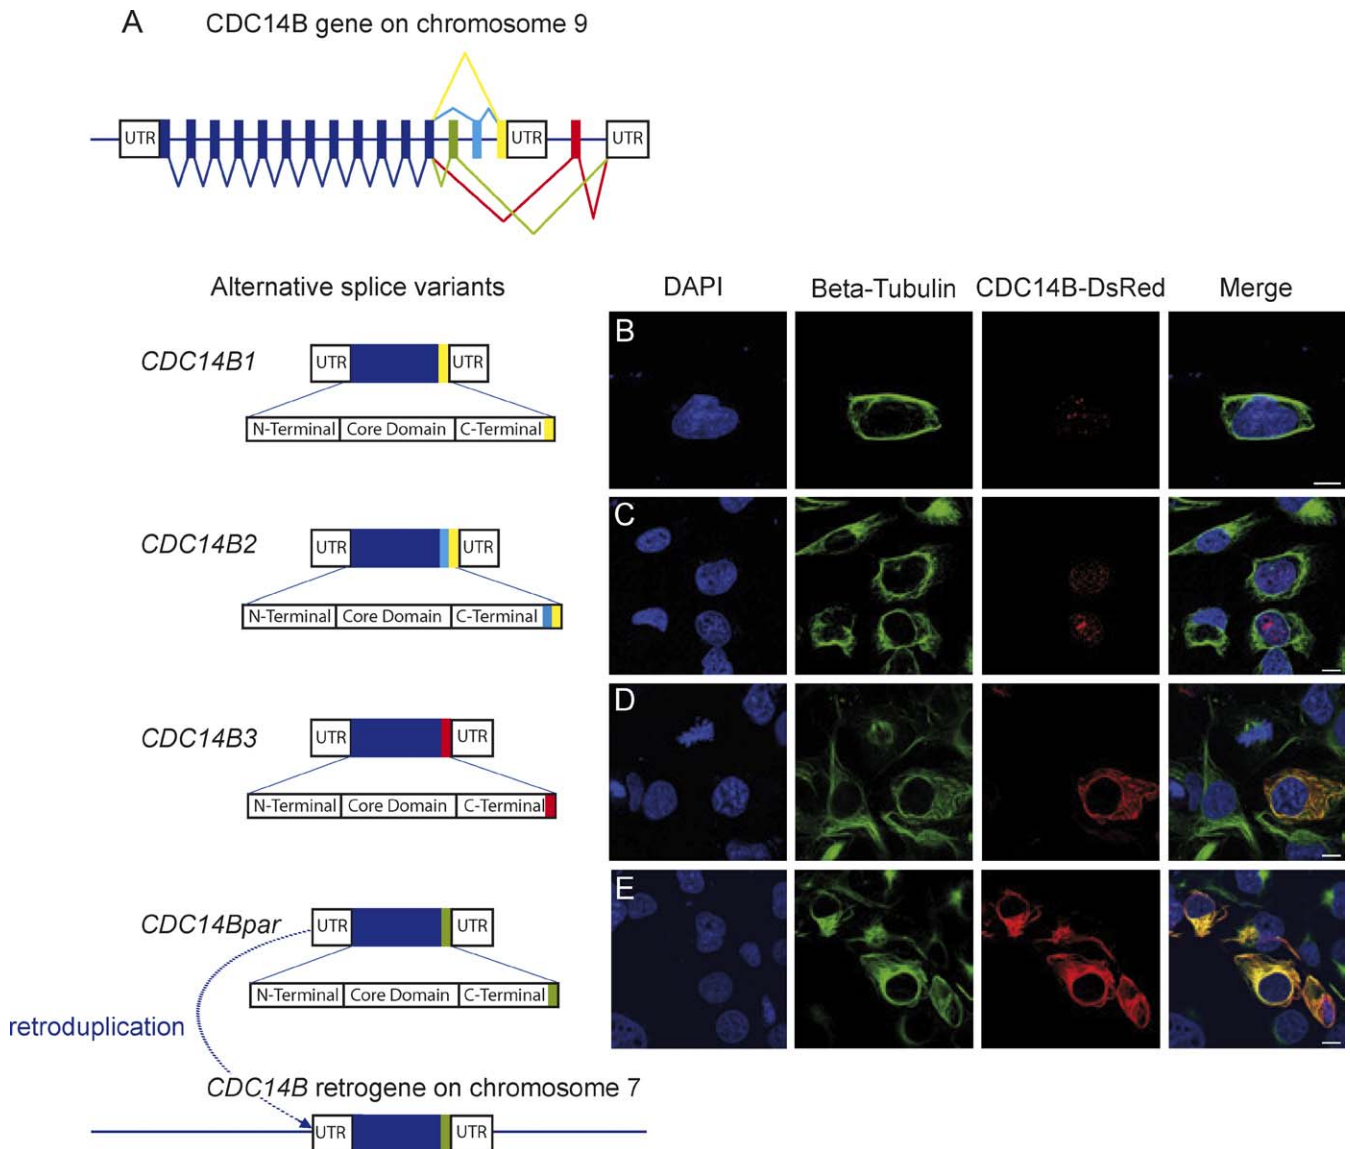 A CDC14B gene on chromosome 9
UTR UTR UTR
Alternative splice variants
DAPI Beta-Tubulin CDC14B-DsRed Merge
B
CDC14B1
UTR UTR
N-Terminal Core Domain C-Terminal
C
CDC14B2
UTR UTR
N-Terminal Core Domain C-Terminal
D
CDC14B3
UTR UTR
N-Terminal Core Domain C-Terminal
E
CDC14Bpar
UTR UTR
N-Terminal Core Domain C-Terminal
retroduplication
CDC14B retrogene on chromosome 7
UTR UTR